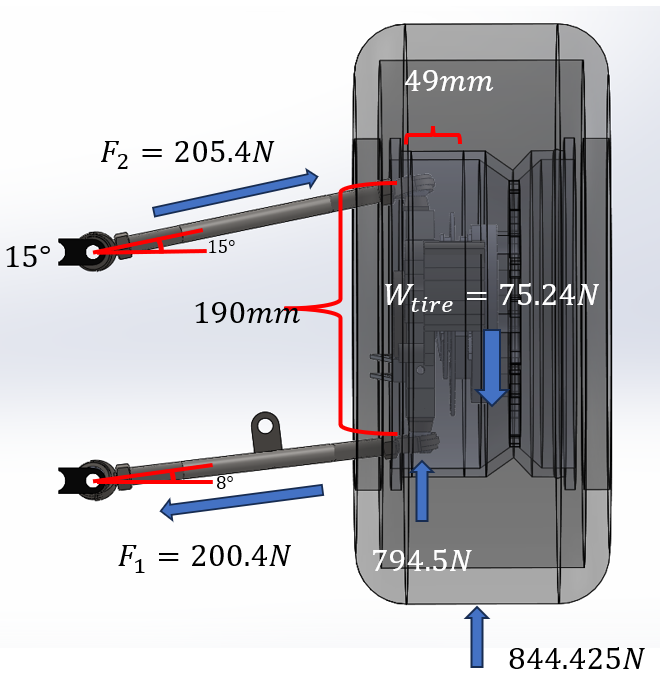 49mm
F₂ = 205.4N
15°
15°
190mm
W_tire = 75.24N
8°
F₁ = 200.4N
794.5N
844.425N